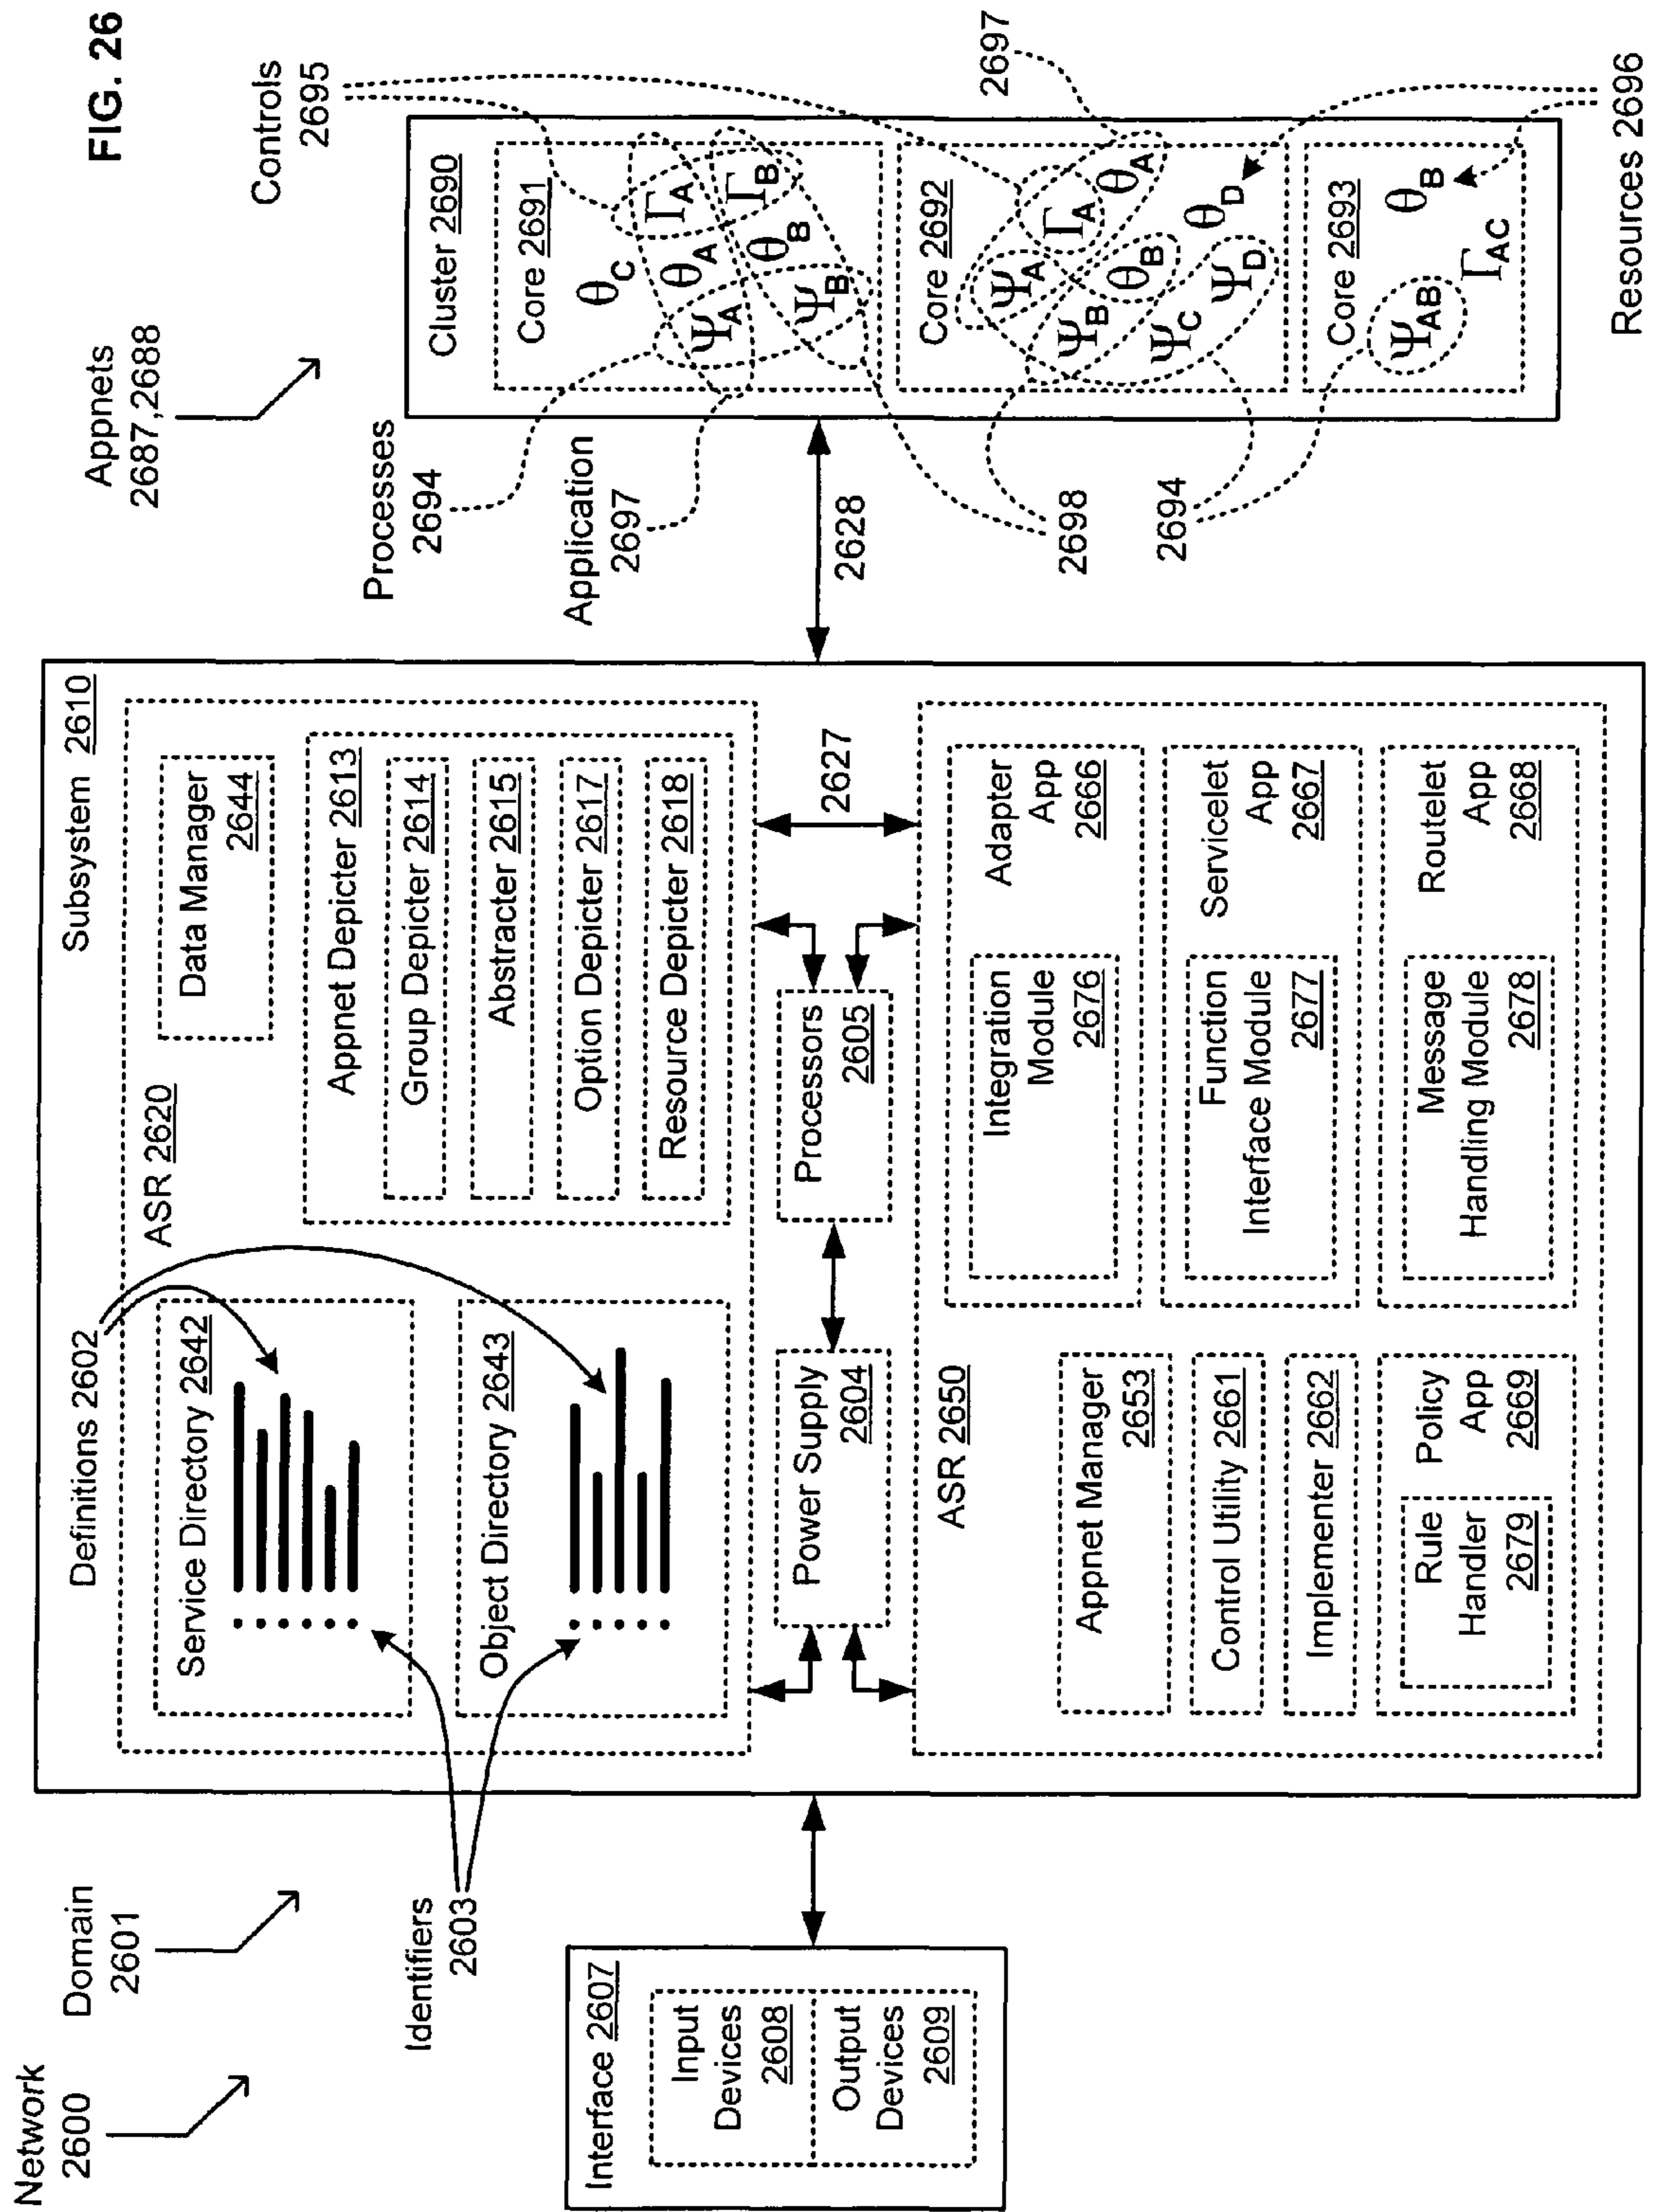 FIG. 26
Network
2600
Domain
2601
Identifiers
2603
Interface 2607
Input
Devices
2608
Output
Devices
2609
Definitions 2602
Subsystem 2610
ASR 2620
Service Directory 2642
Object Directory 2643
Data Manager
2644
Appnet Depicter 2613
Group Depicter 2614
Abstracter 2615
Option Depicter 2617
Resource Depicter 2618
Power Supply
2604
Processors
2605
2627
ASR 2650
Appnet Manager
2653
Control Utility 2661
Implementer 2662
Policy
App
2669
Rule
Handler
2679
Adapter
App
2666
Integration
Module
2676
Servicelet
App
2667
Function
Interface Module
2677
Routelet
App
2668
Message
Handling Module
2678
2628
Appnets
2687,2688
Processes
2694
Application
2697
2698
2694
Controls
2695
2697
Resources 2696
Cluster 2690
Core 2691
θC
ΨA θA ΓA
ΨB θB ΓB
Core 2692
ΨA ΓA
ΨB θB θA
ΨC
ΨD θD
Core 2693
ΨAB θB
ΓAC